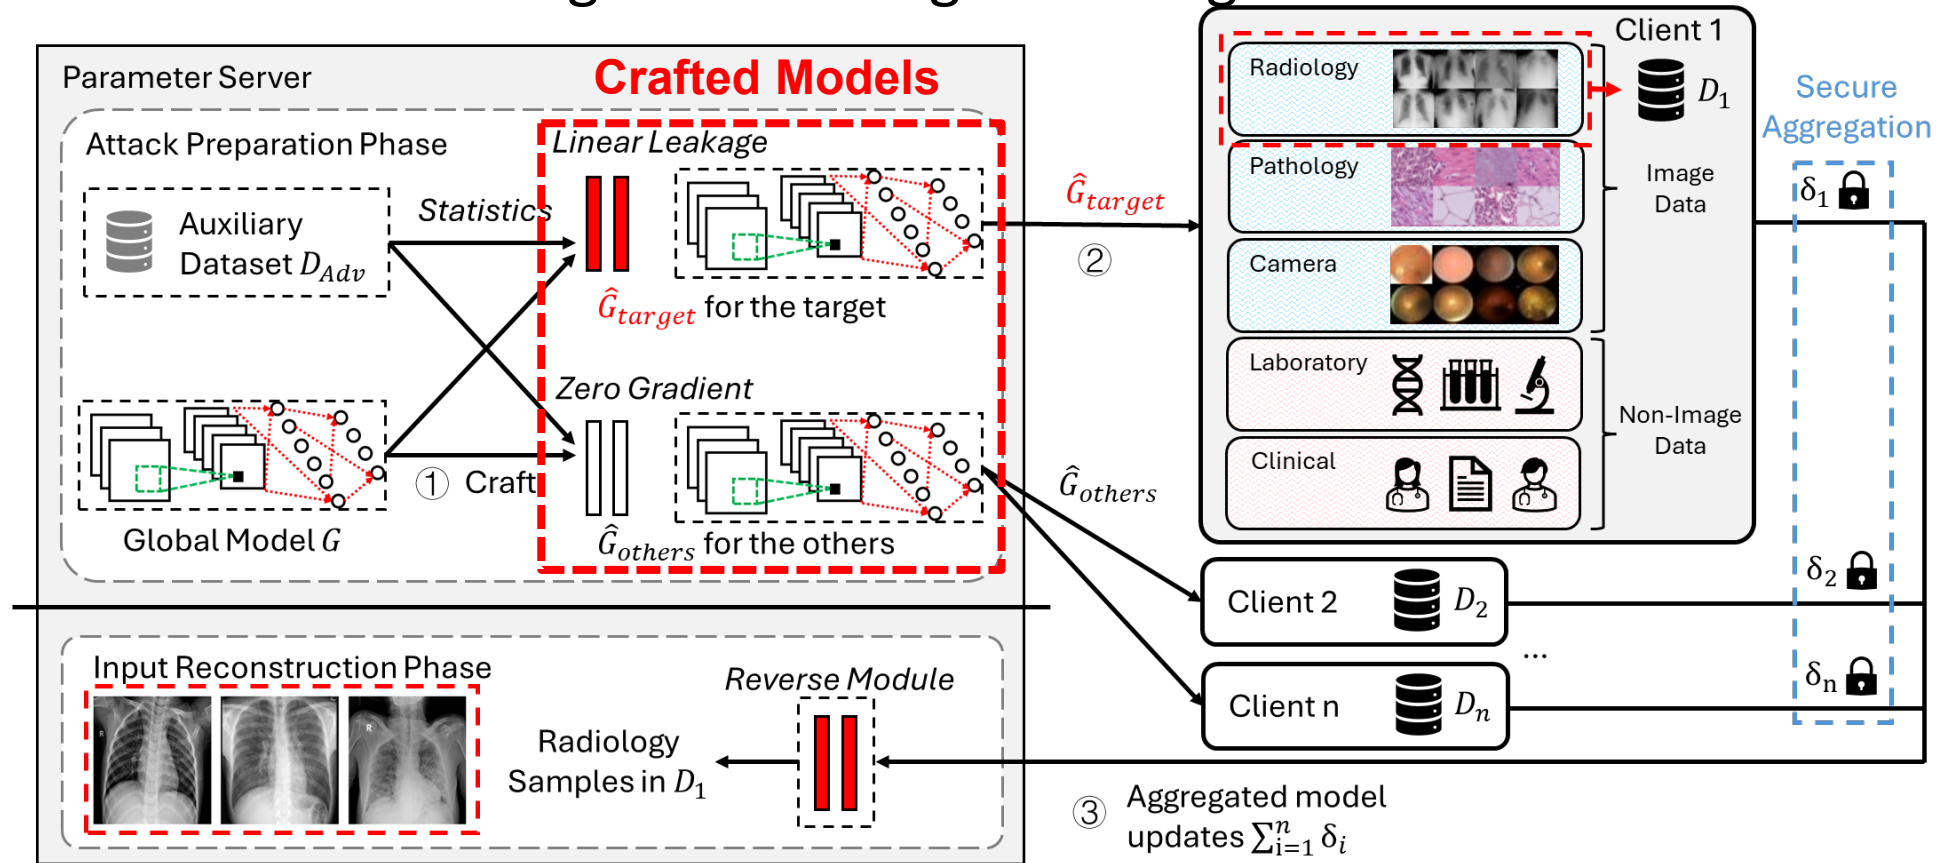 Parameter Server
Crafted Models
Attack Preparation Phase
Linear Leakage
Statistics
Auxiliary
Dataset D_Adv
Ĝ_target for the target
Zero Gradient
① Craft
Global Model G
Ĝ_others for the others
Ĝ_target
②
Ĝ_others
Client 1
Radiology
D_1
Pathology
Image
Data
Camera
Laboratory
Non-Image
Data
Clinical
Secure
Aggregation
δ_1
δ_2
δ_n
Client 2
D_2
...
Client n
D_n
Input Reconstruction Phase
R
R
Reverse Module
Radiology
Samples in D_1
③ Aggregated model
updates ∑_{i=1}^{n} δ_i